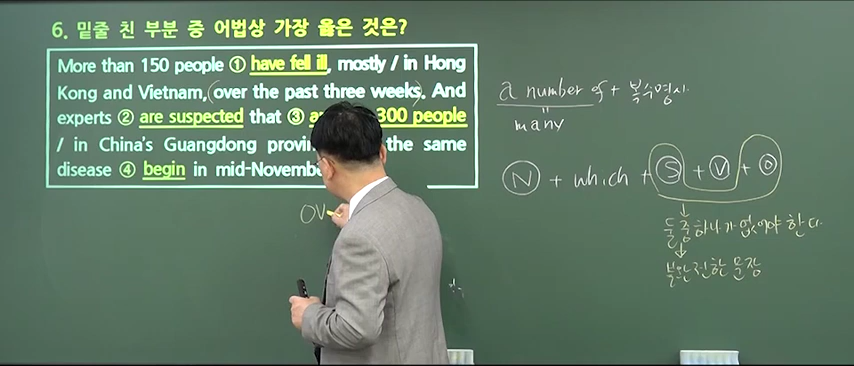 6. 밑줄 친 부분 중 어법상 가장 옳은 것은?
More than 150 people ① have fell ill, mostly / in Hong
Kong and Vietnam, (over the past three weeks). And
experts ② are suspected that ③ 300 people
/ in China's Guangdong the same
disease ④ begin in mid-Novembe
ov
a number of + 복수명사.
"
many
N + which + S + V + O
↓
둘 중 하나가 없어야 한다.
↓
불완전한 문장